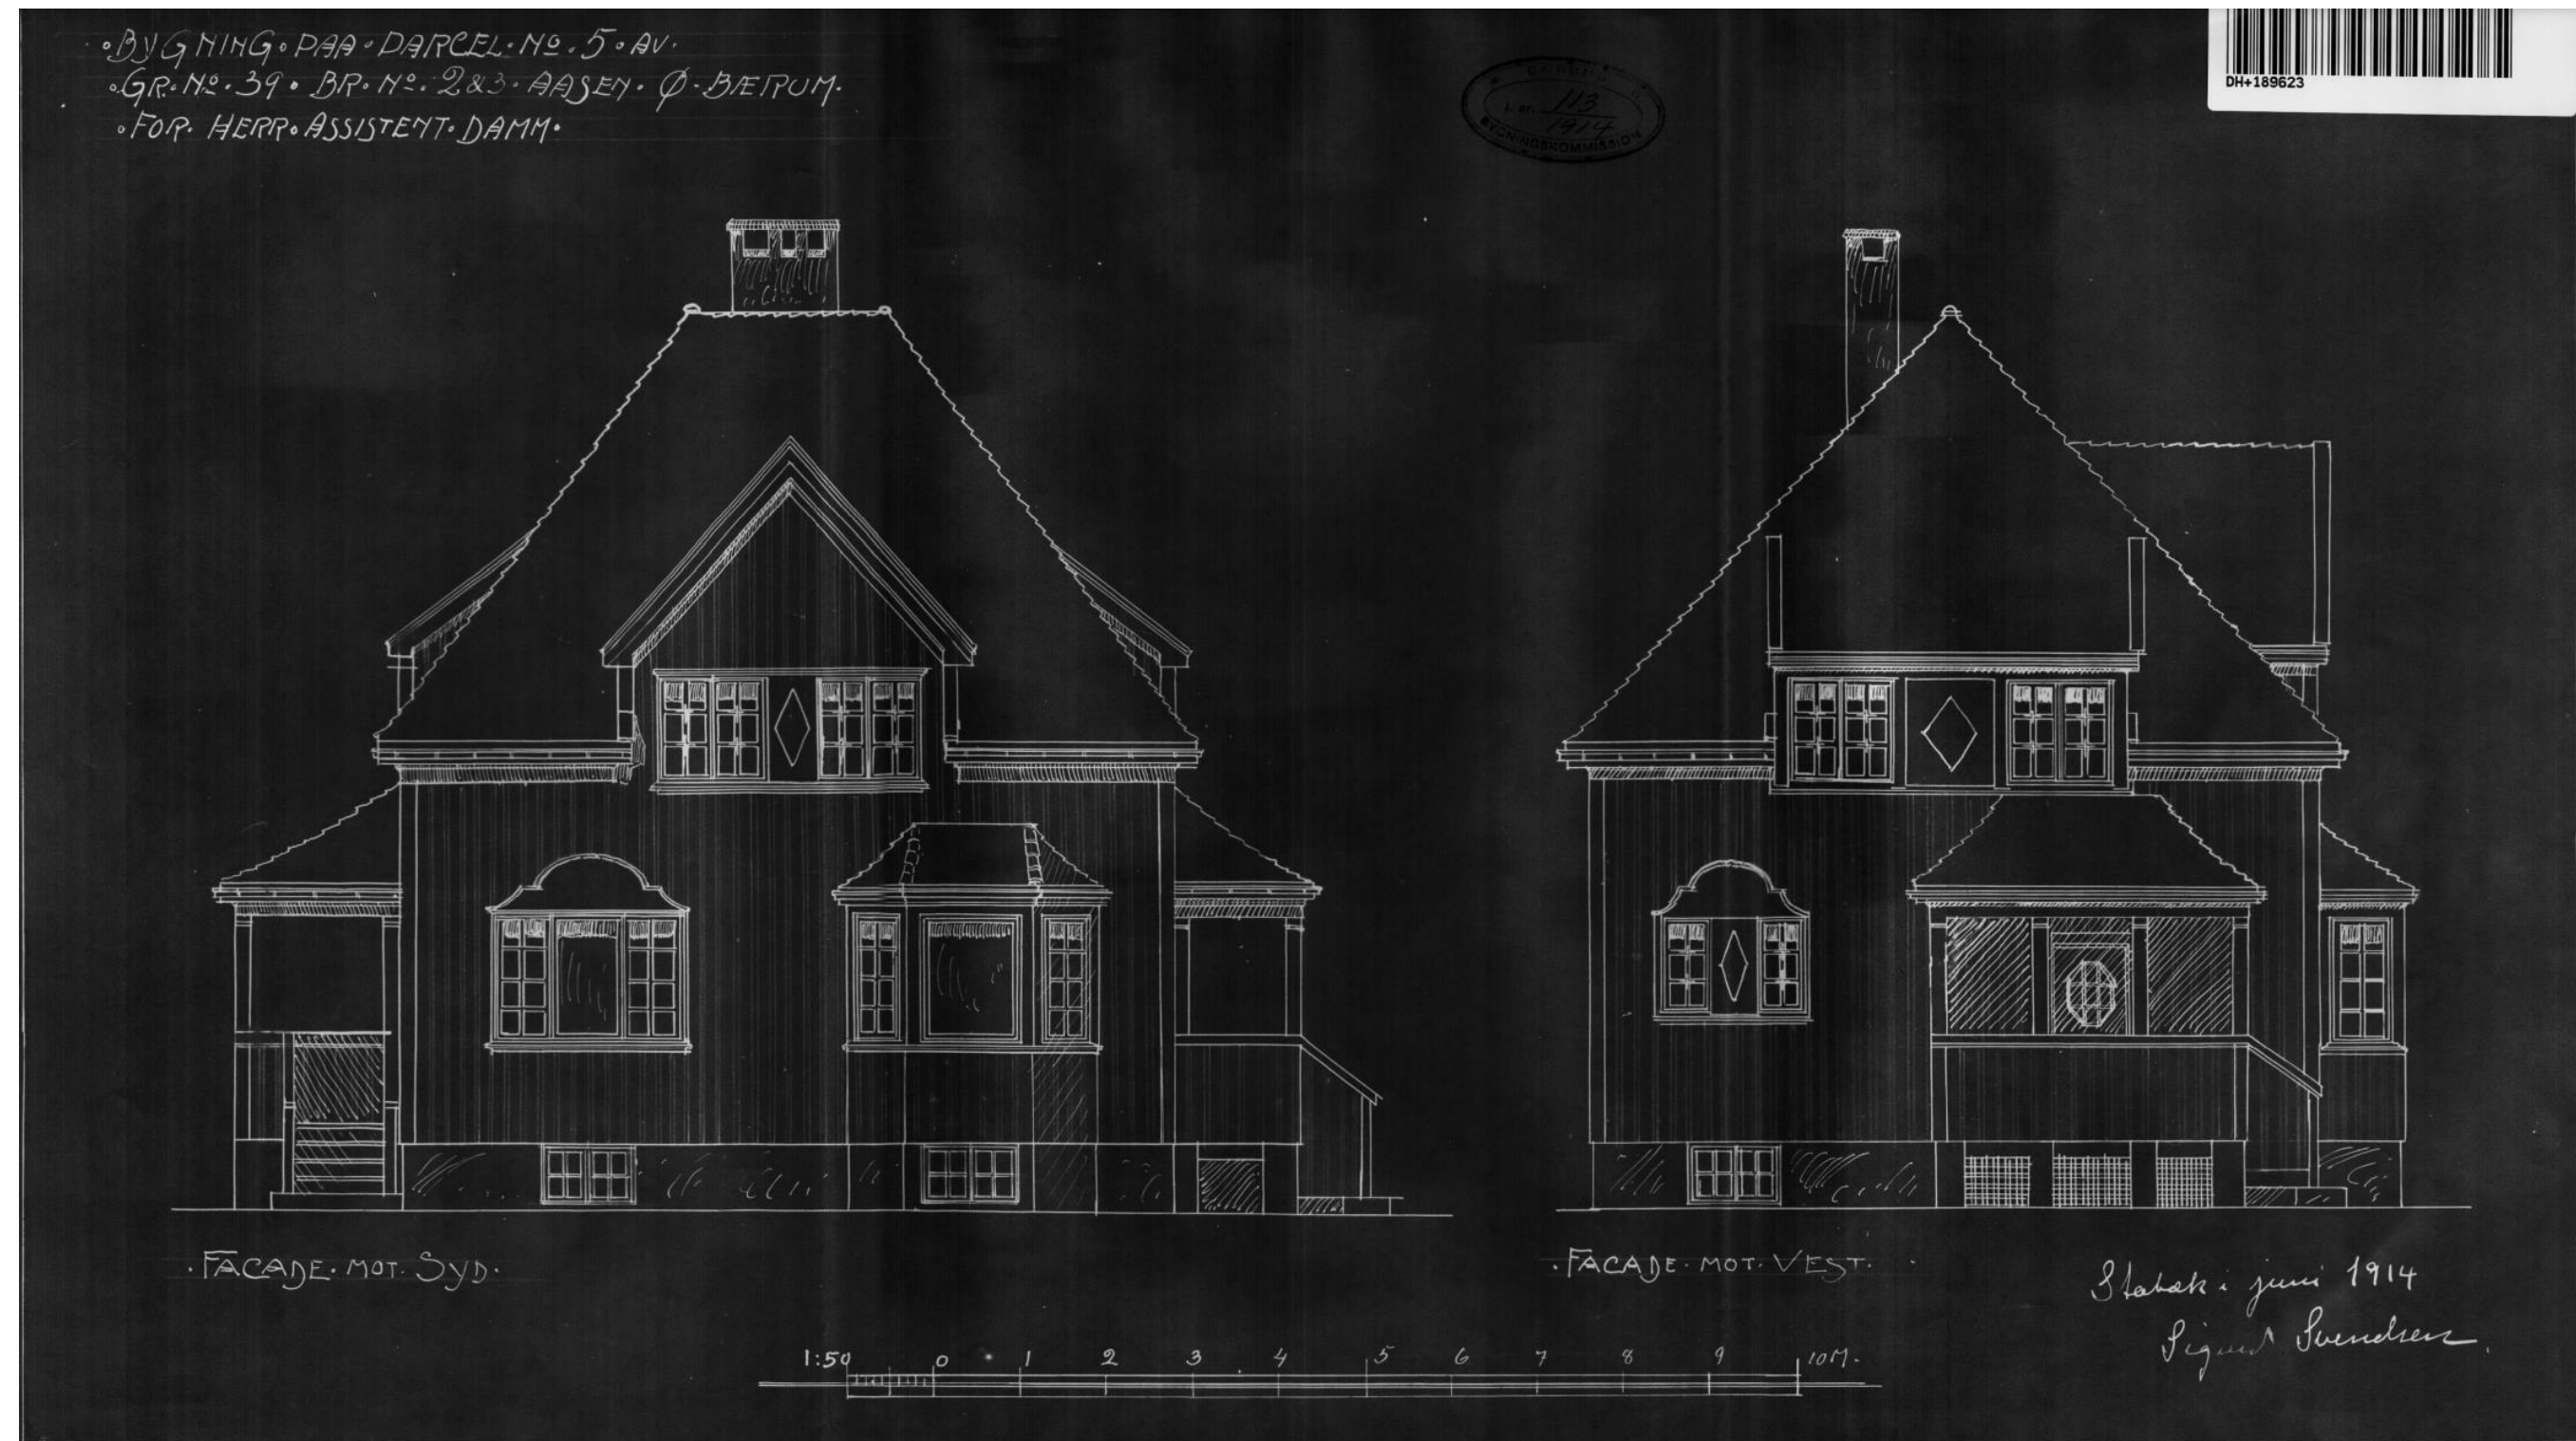 ·BYGNING·PAA·PARCEL·NO·5·AV·
·GR·NO·39·BR·NO·2&3·AASEN·Ø·BÆRUM·
·FOR·HERR·ASSISTENT·DAMM·
J. nr. 113
1914
BYGNINGSKOMMISSION
DH+189623
·FACADE·MOT·SYD·
·FACADE·MOT·VEST·
Stabæk i juni 1914
Sigurd Svendsen
1:50 0 1 2 3 4 5 6 7 8 9 10M.